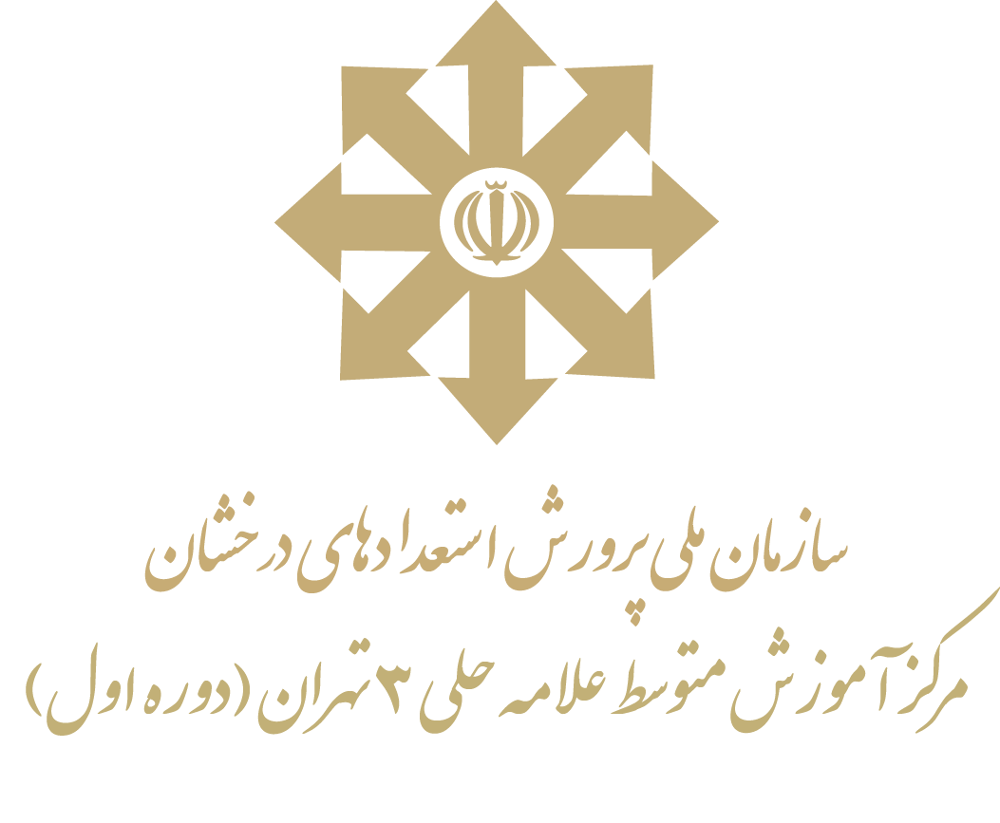 سازمان ملی پرورش استعدادهای درخشان
مرکز آموزش متوسط علامه حلی ۳ تهران (دوره اول)